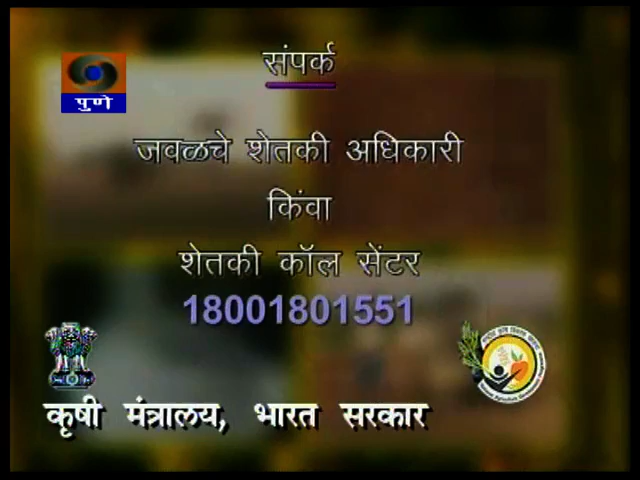 संपर्क
पुणे
जवळचे शेतकी अधिकारी
किंवा
शेतकी कॉल सेंटर
18001801551
कृषी मंत्रालय, भारत सरकार